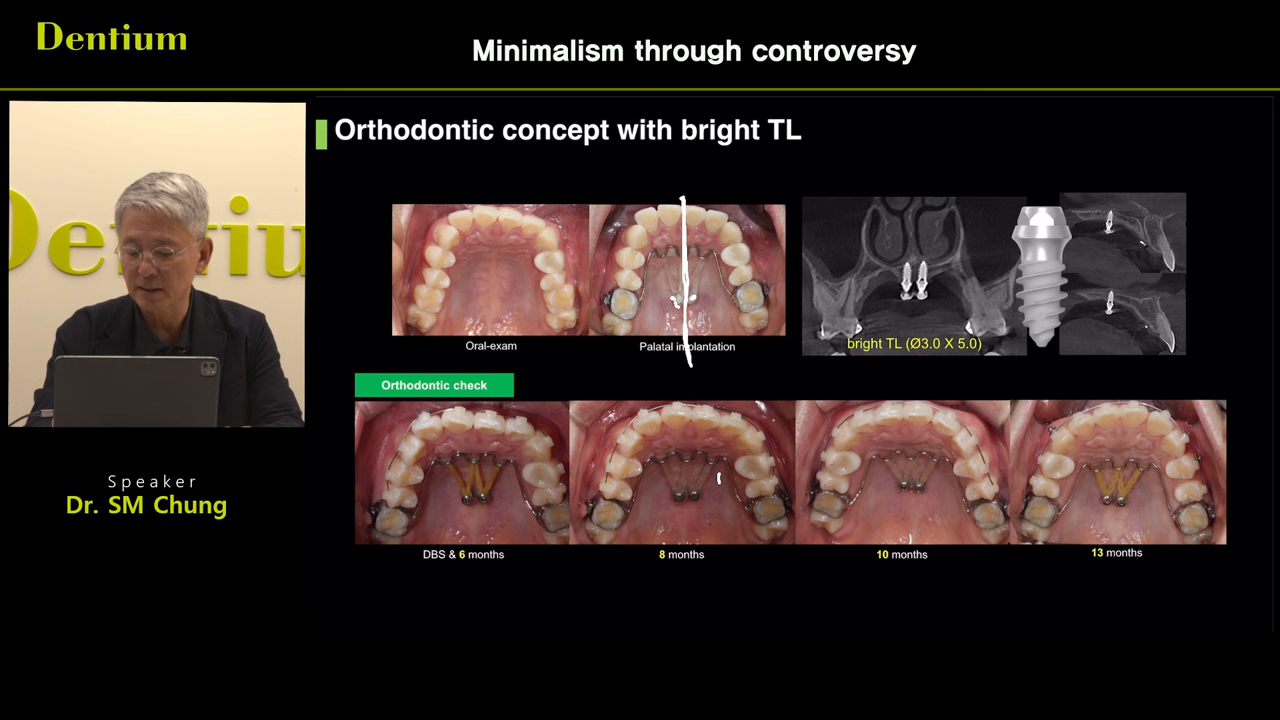 Dentium
Minimalism through controversy
Orthodontic concept with bright TL
Dentium
Oral-exam
Palatal implantation
bright TL (Ø3.0 X 5.0)
Orthodontic check
DBS & 6 months
8 months
10 months
13 months
Speaker
Dr. SM Chung